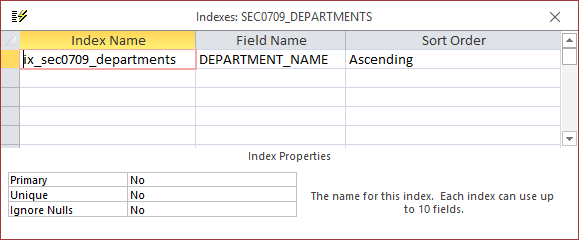 Indexes: SEC0709_DEPARTMENTS
Index Name Field Name Sort Order
ix_sec0709_departments DEPARTMENT_NAME Ascending
Index Properties
Primary No
Unique No
Ignore Nulls No
The name for this index. Each index can use up
to 10 fields.